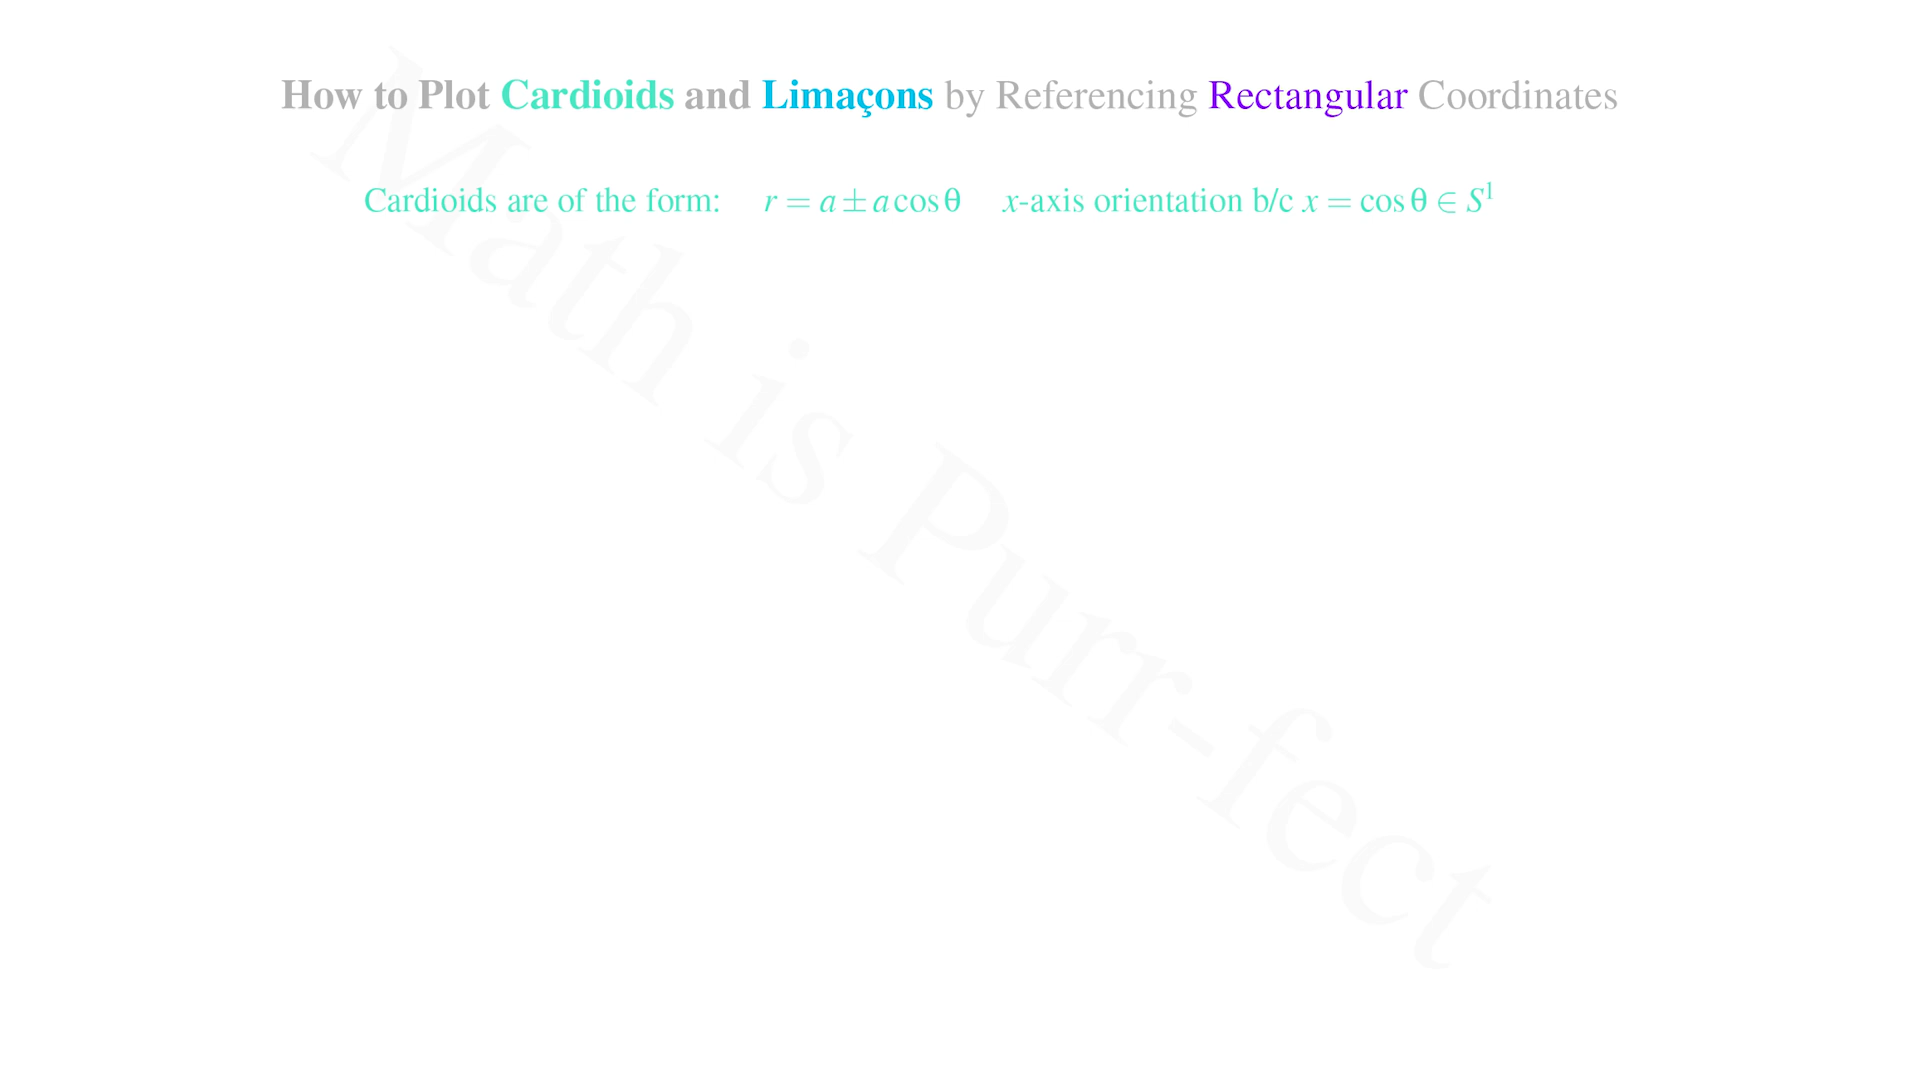 How to Plot Cardioids and Limaçons by Referencing Rectangular Coordinates
Cardioids are of the form: r = a ± a cos θ x-axis orientation b/c x = cos θ ∈ S¹
Math is Purr-fect